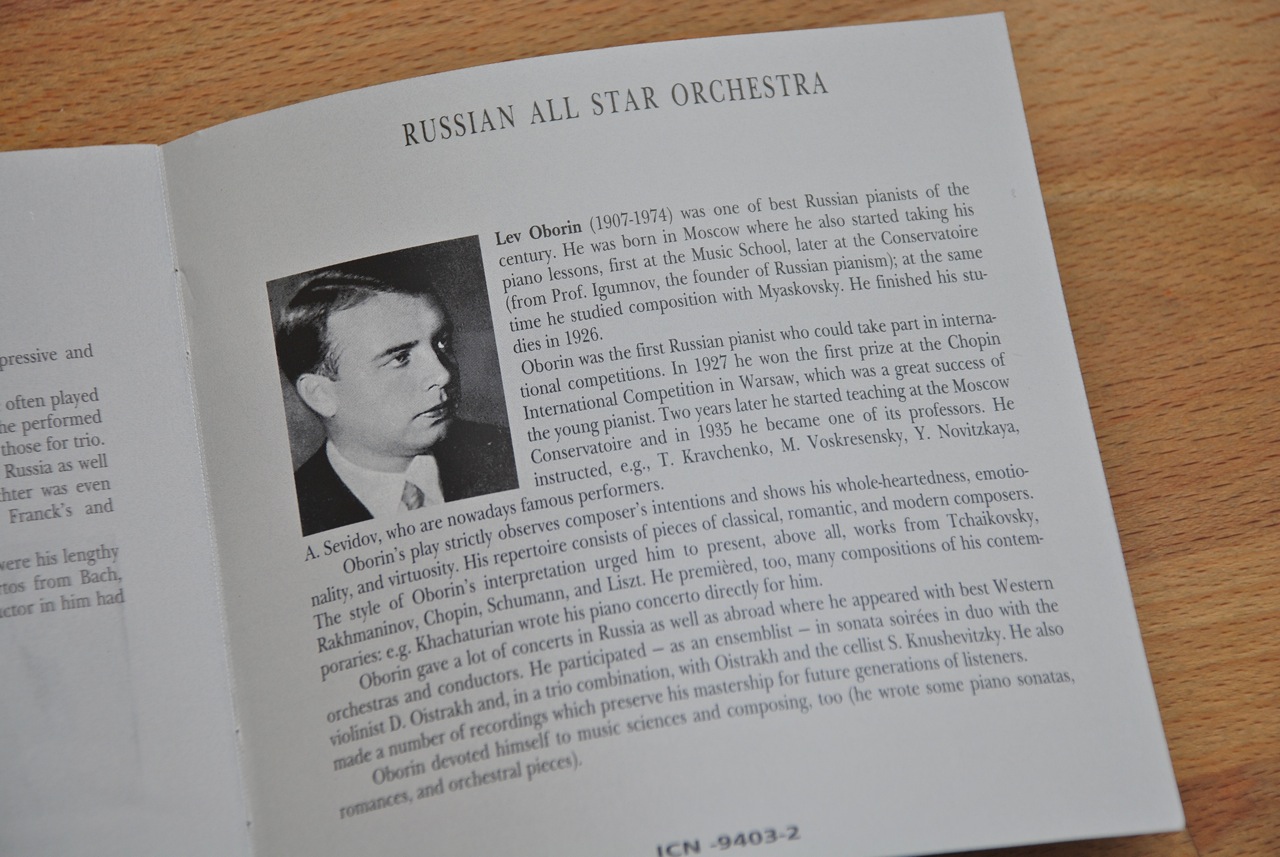 pressive and
often played
he performed
those for trio.
Russia as well
hter was even
Franck's and
were his lengthy
rtos from Bach,
uctor in him had
RUSSIAN ALL STAR ORCHESTRA
Lev Oborin (1907-1974) was one of best Russian pianists of the
century. He was born in Moscow where he also started taking his
piano lessons, first at the Music School, later at the Conservatoire
(from Prof. Igumnov, the founder of Russian pianism); at the same
time he studied composition with Myaskovsky. He finished his stu-
dies in 1926.
Oborin was the first Russian pianist who could take part in interna-
tional competitions. In 1927 he won the first prize at the Chopin
International Competition in Warsaw, which was a great success of
the young pianist. Two years later he started teaching at the Moscow
Conservatoire and in 1935 he became one of its professors. He
instructed, e.g., T. Kravchenko, M. Voskresensky, Y. Novitzkaya,
A. Sevidov, who are nowadays famous performers.
Oborin's play strictly observes composer's intentions and shows his whole-heartedness, emotio-
nality, and virtuosity. His repertoire consists of pieces of classical, romantic, and modern composers.
The style of Oborin's interpretation urged him to present, above all, works from Tchaikovsky,
Rakhmaninov, Chopin, Schumann, and Liszt. He premièred, too, many compositions of his contem-
poraries: e.g. Khachaturian wrote his piano concerto directly for him.
Oborin gave a lot of concerts in Russia as well as abroad where he appeared with best Western
orchestras and conductors. He participated – as an ensemblist – in sonata soirées in duo with the
violinist D. Oistrakh and, in a trio combination, with Oistrakh and the cellist S. Knushevitzky. He also
made a number of recordings which preserve his mastership for future generations of listeners.
Oborin devoted himself to music sciences and composing, too (he wrote some piano sonatas,
romances, and orchestral pieces).
ICN -9403-2